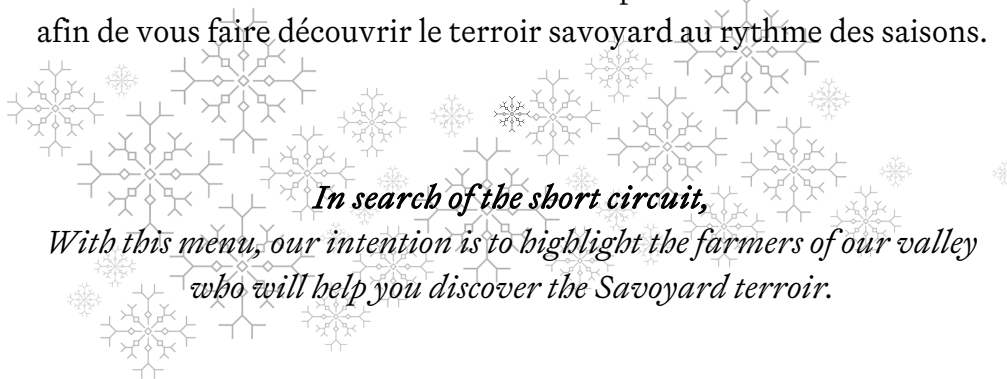 afin de vous faire découvrir le terroir savoyard au rythme des saisons.
In search of the short circuit,
With this menu, our intention is to highlight the farmers of our valley
who will help you discover the Savoyard terroir.